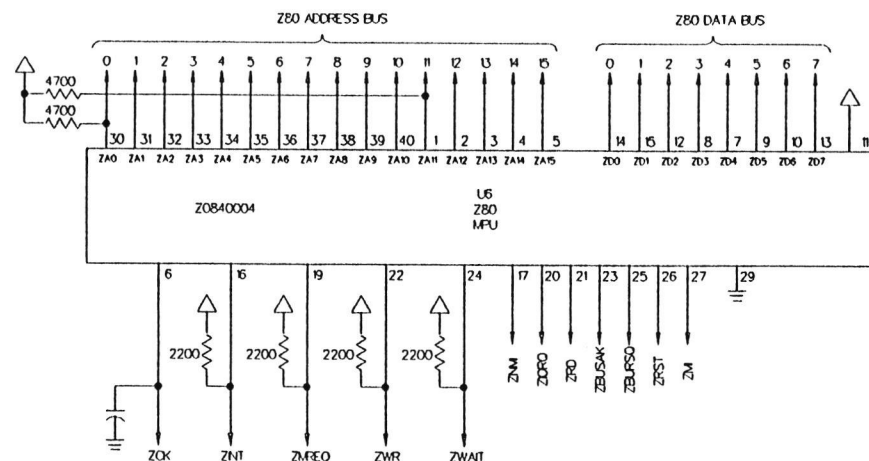 Z80 ADDRESS BUS
Z80 DATA BUS
0 1 2 3 4 5 6 7 8 9 10 11 12 13 14 15
0 1 2 3 4 5 6 7
4700
4700
30 31 32 33 34 35 36 37 38 39 40 1 2 3 4 5
14 15 12 8 7 9 10 13 11
ZA0 ZA1 ZA2 ZA3 ZA4 ZA5 ZA6 ZA7 ZA8 ZA9 ZA10 ZA11 ZA12 ZA13 ZA14 ZA15
ZD0 ZD1 ZD2 ZD3 ZD4 ZD5 ZD6 ZD7
Z0840004
U6
Z80
MPU
6 16 19 22 24 17 20 21 23 25 26 27 29
2200 2200 2200 2200
ZNMI ZIORQ ZRD ZBUSAK ZBURSQ ZRST ZM
ZCK ZINT ZMREQ ZWR ZWAIT